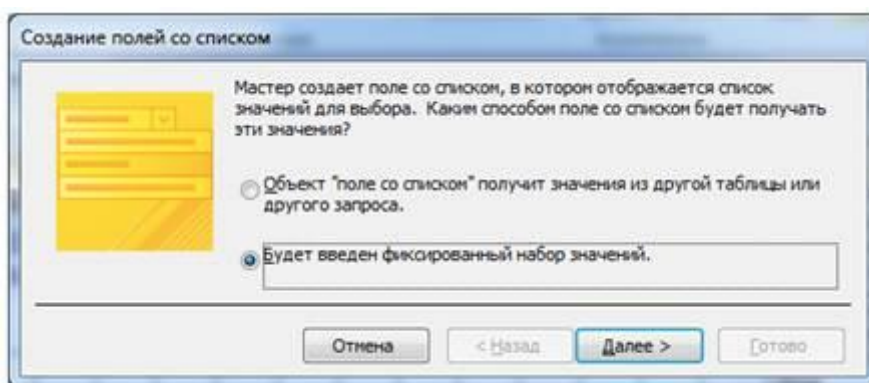 Создание полей со списком
Мастер создает поле со списком, в котором отображается список
значений для выбора. Каким способом поле со списком будет получать
эти значения?
Объект "поле со списком" получит значения из другой таблицы или
другого запроса.
Будет введен фиксированный набор значений.
Отмена
< Назад
Далее >
Готово